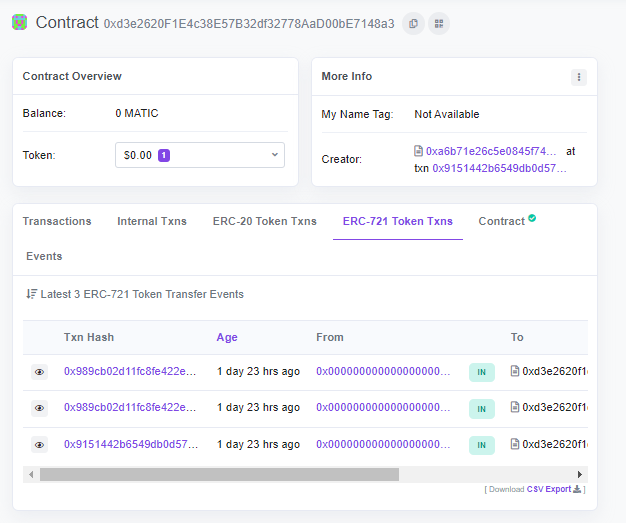 Contract 0xd3e2620F1E4c38E57B32df32778AaD00bE7148a3
Contract Overview
Balance: 0 MATIC
Token: $0.00 1
More Info
My Name Tag: Not Available
Creator: 0xa6b71e26c5e0845f74... at
txn 0x9151442b6549db0d57...
Transactions Internal Txns ERC-20 Token Txns ERC-721 Token Txns Contract
Events
Latest 3 ERC-721 Token Transfer Events
Txn Hash Age From To
0x989cb02d11fc8fe422e... 1 day 23 hrs ago 0x000000000000000000... IN 0xd3e2620f1
0x989cb02d11fc8fe422e... 1 day 23 hrs ago 0x000000000000000000... IN 0xd3e2620f1
0x9151442b6549db0d57... 1 day 23 hrs ago 0x000000000000000000... IN 0xd3e2620f1
[ Download CSV Export ]